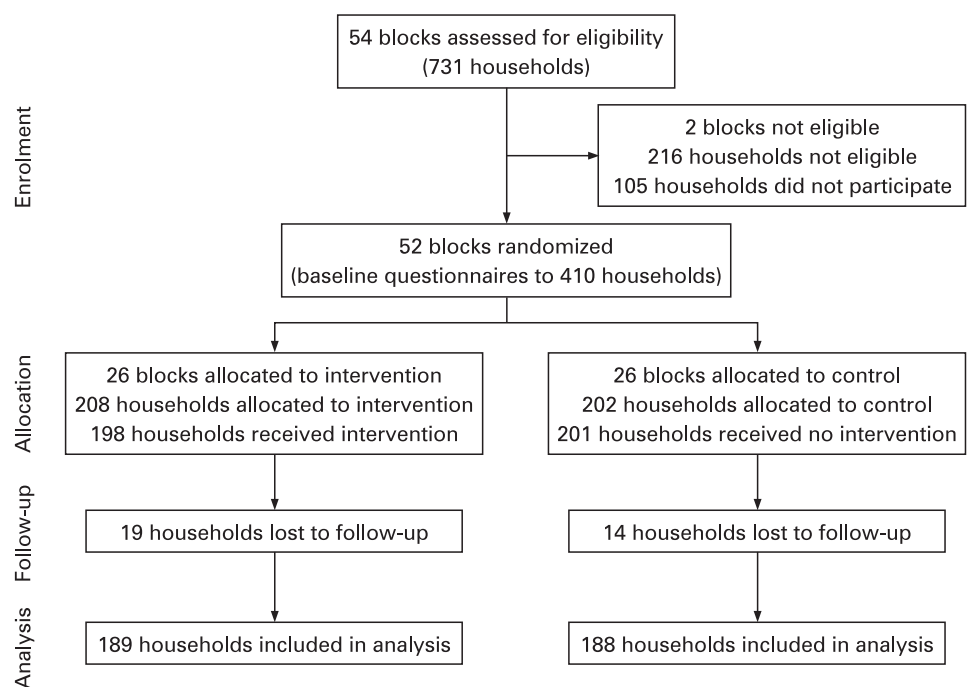 54 blocks assessed for eligibility
(731 households)
Enrolment
2 blocks not eligible
216 households not eligible
105 households did not participate
52 blocks randomized
(baseline questionnaires to 410 households)
Allocation
26 blocks allocated to intervention
208 households allocated to intervention
198 households received intervention
26 blocks allocated to control
202 households allocated to control
201 households received no intervention
Follow-up
19 households lost to follow-up
14 households lost to follow-up
Analysis
189 households included in analysis
188 households included in analysis